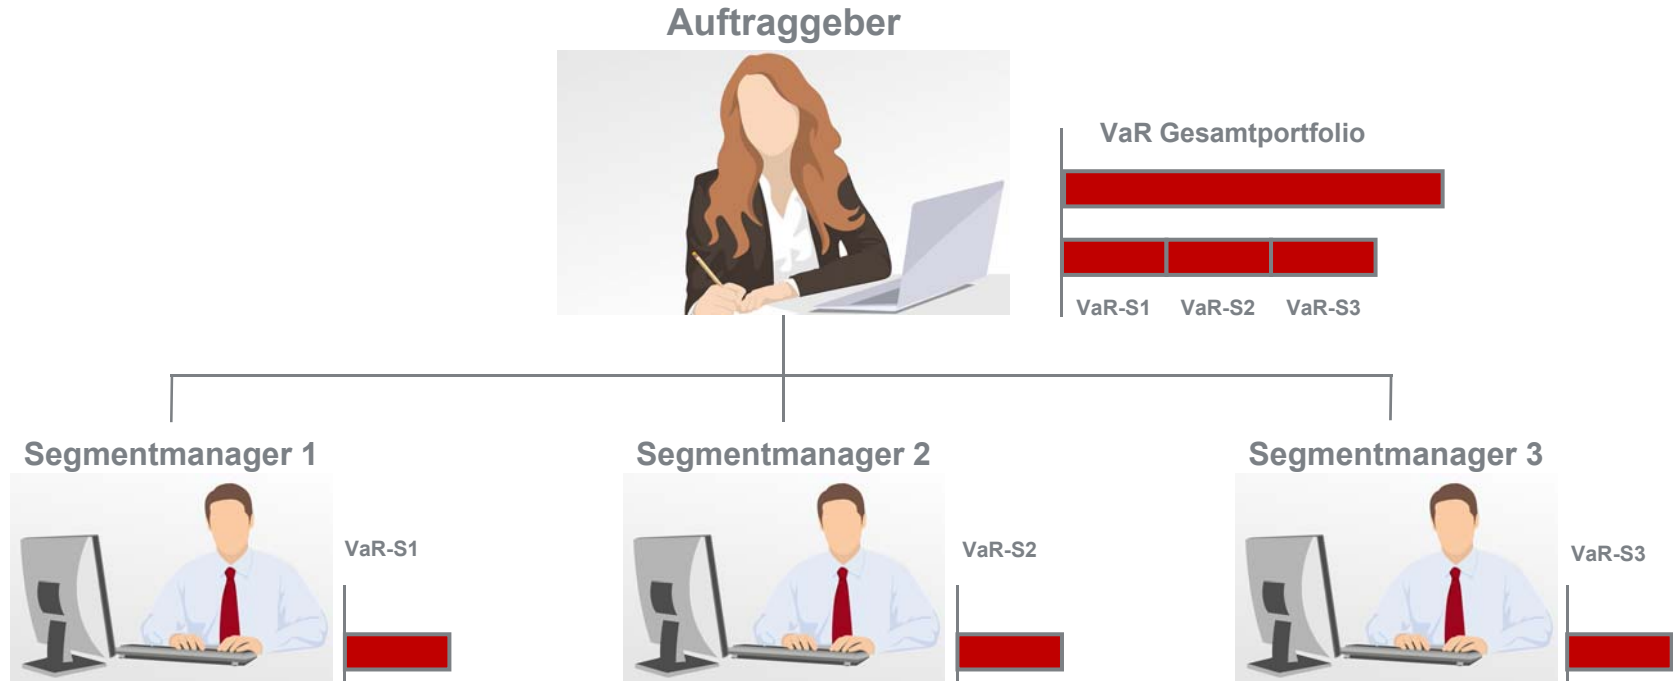 Auftraggeber
VaR Gesamtportfolio
VaR-S1 VaR-S2 VaR-S3
Segmentmanager 1
Segmentmanager 2
Segmentmanager 3
VaR-S1
VaR-S2
VaR-S3